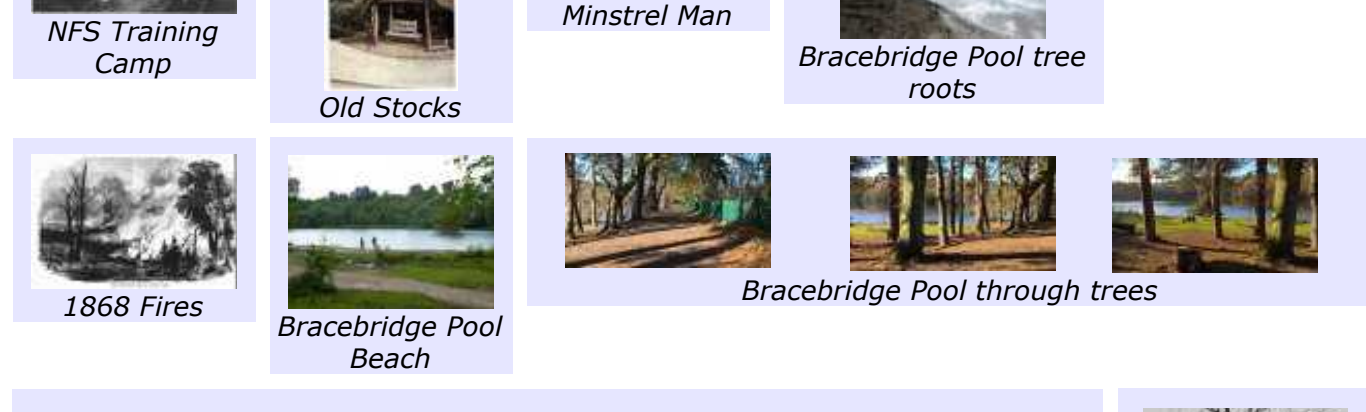 NFS Training
Camp
Old Stocks
Minstrel Man
Bracebridge Pool tree
roots
1868 Fires
Bracebridge Pool
Beach
Bracebridge Pool through trees